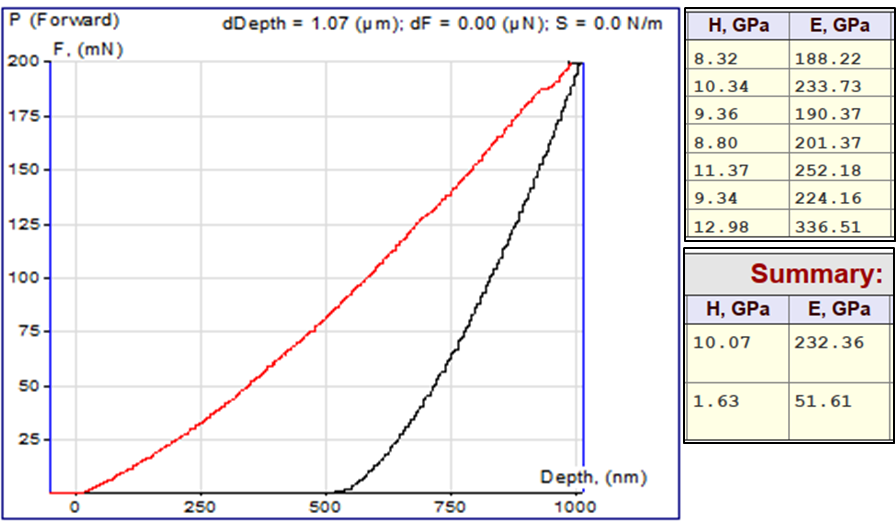 P (Forward)
dDepth = 1.07 (µm); dF = 0.00 (µN); S = 0.0 N/m
F, (mN)
200
175
150
125
100
75
50
25
Depth, (nm)
0 250 500 750 1000
H, GPa E, GPa
8.32 188.22
10.34 233.73
9.36 190.37
8.80 201.37
11.37 252.18
9.34 224.16
12.98 336.51
Summary:
H, GPa E, GPa
10.07 232.36
1.63 51.61